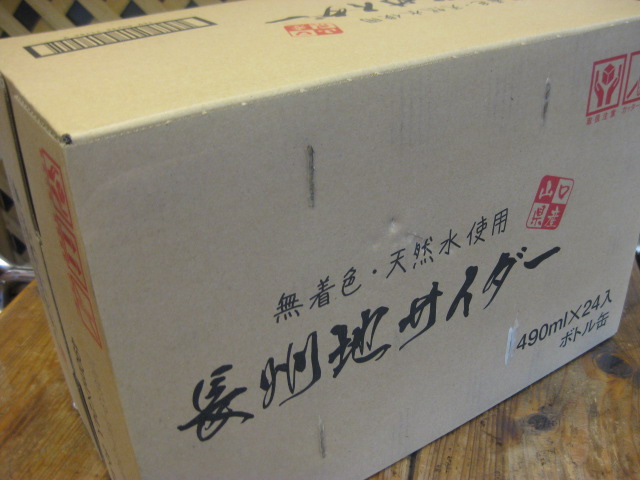 山口
県産
無着色・天然水使用
長州地サイダー
490ml×24入
ボトル缶